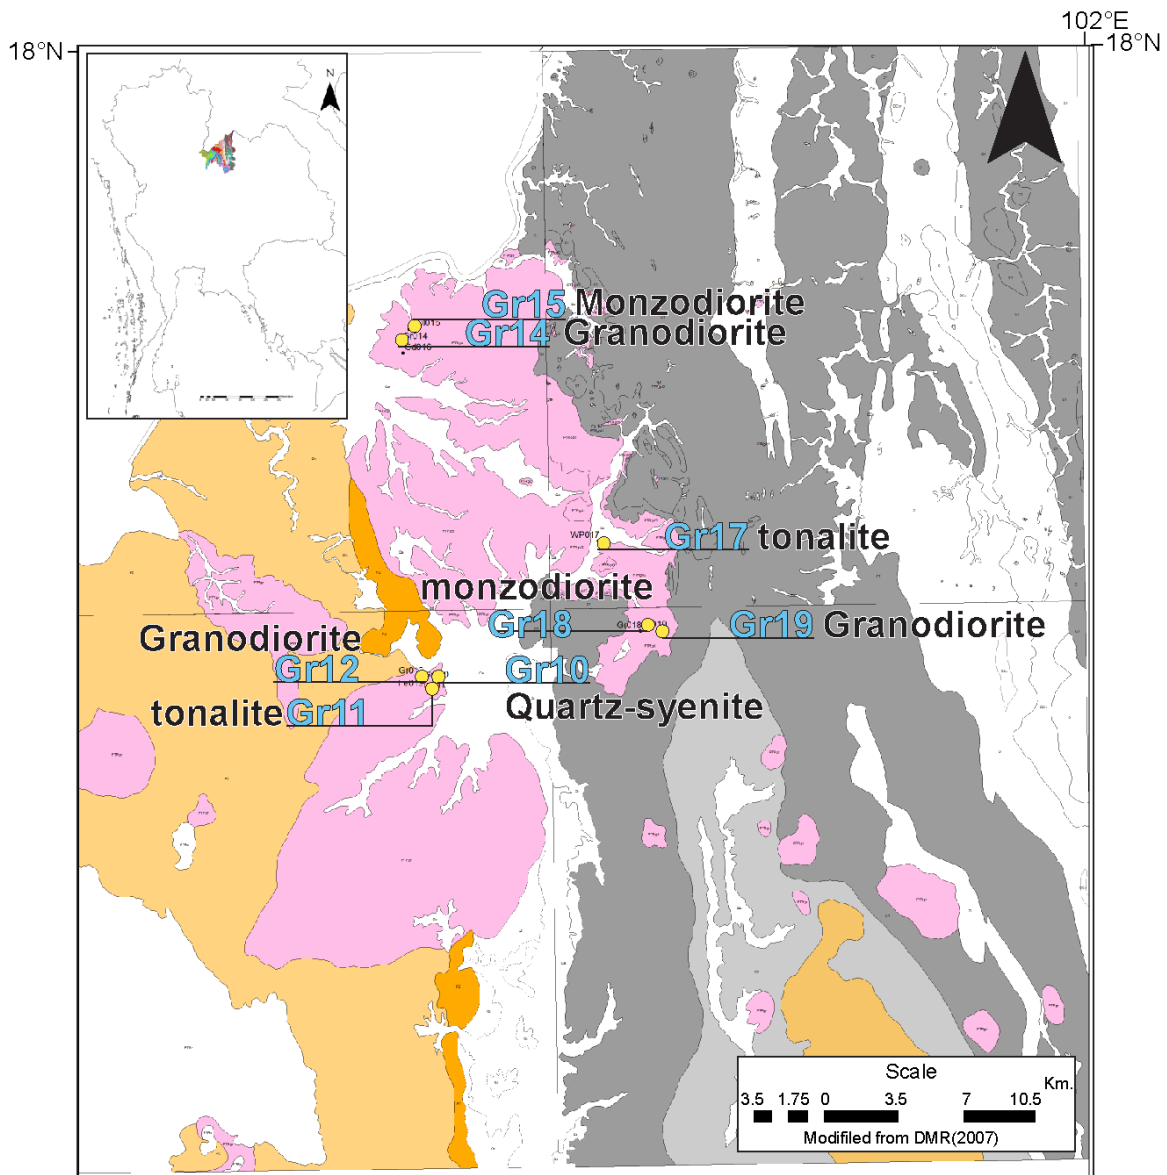 102°E
18°N
18°N
N
Gr15 Monzodiorite
Gr14 Granodiorite
WP017
Gr17 tonalite
monzodiorite
Gr18
Gr19 Granodiorite
Granodiorite
Gr12
Gr10
tonalite Gr11
Quartz-syenite
Scale
Km.
3.5 1.75 0 3.5 7 10.5
Modifiled from DMR(2007)